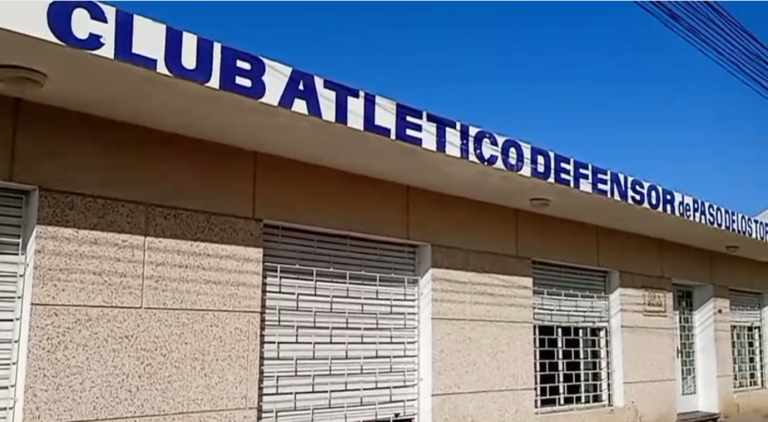 CLUB ATLETICO DEFENSOR de PASO DE LOS